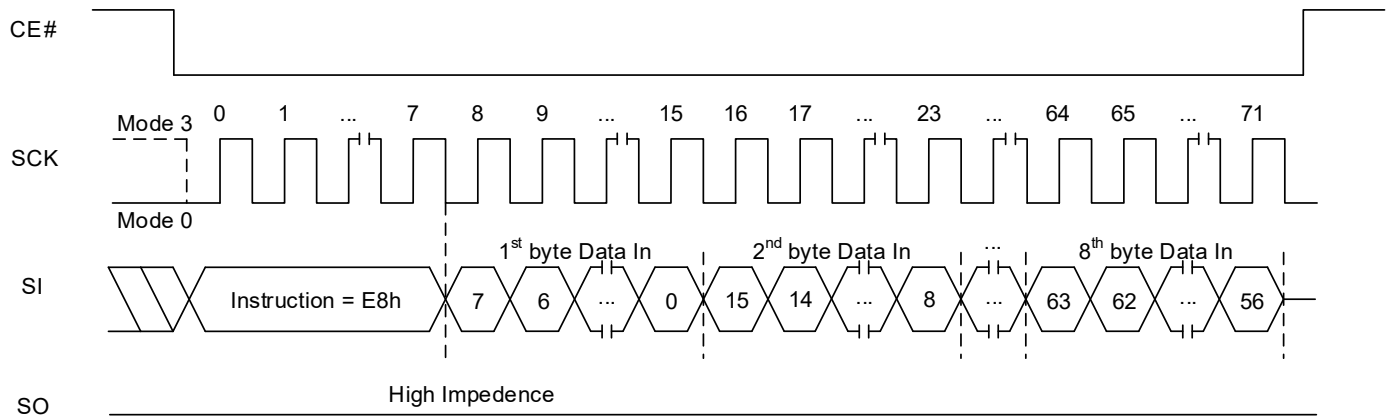 CE#
0 1 ... 7 8 9 ... 15 16 17 ... 23 ... 64 65 ... 71
Mode 3
SCK
Mode 0
1st byte Data In 2nd byte Data In ... 8th byte Data In
SI Instruction = E8h 7 6 ... 0 15 14 ... 8 ... 63 62 ... 56
High Impedence
SO